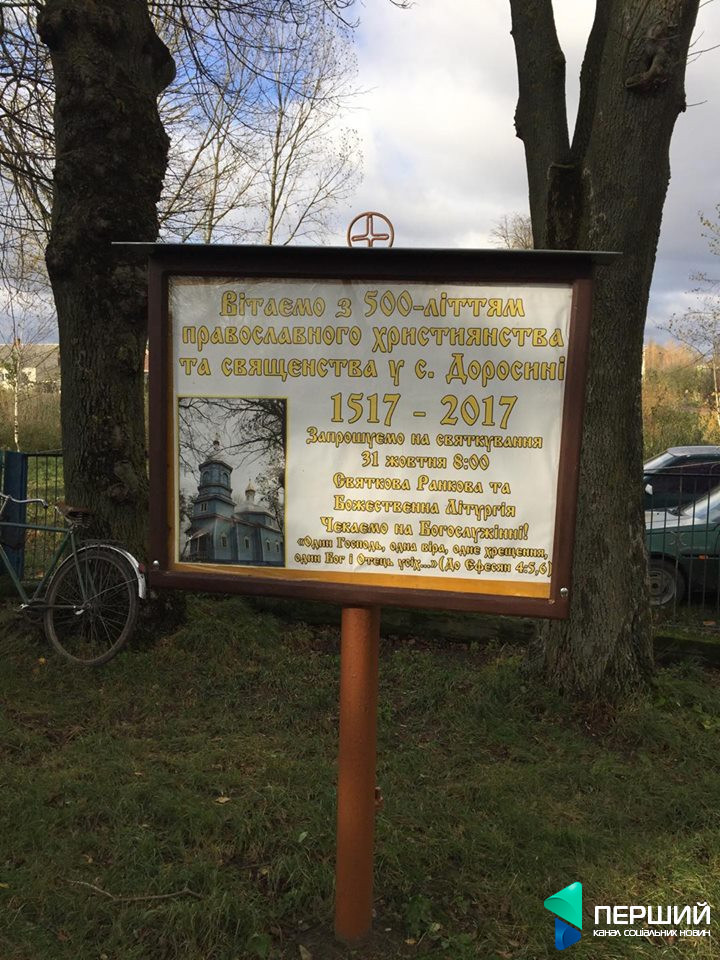 Вітаємо з 500-літтям
православного християнства
та священства у с. Доросині
1517 - 2017
Запрошуємо на святкування
31 жовтня 8:00
Святкова Ранкова та
Божественна Літургія
Чекаємо на Богослужінні!
«Один Господь, одна віра, одне хрещення,
один Бог і Отець усіх...» (До Єфесян 4:5,6)
ПЕРШИЙ
КАНАЛ СОЦІАЛЬНИХ НОВИН